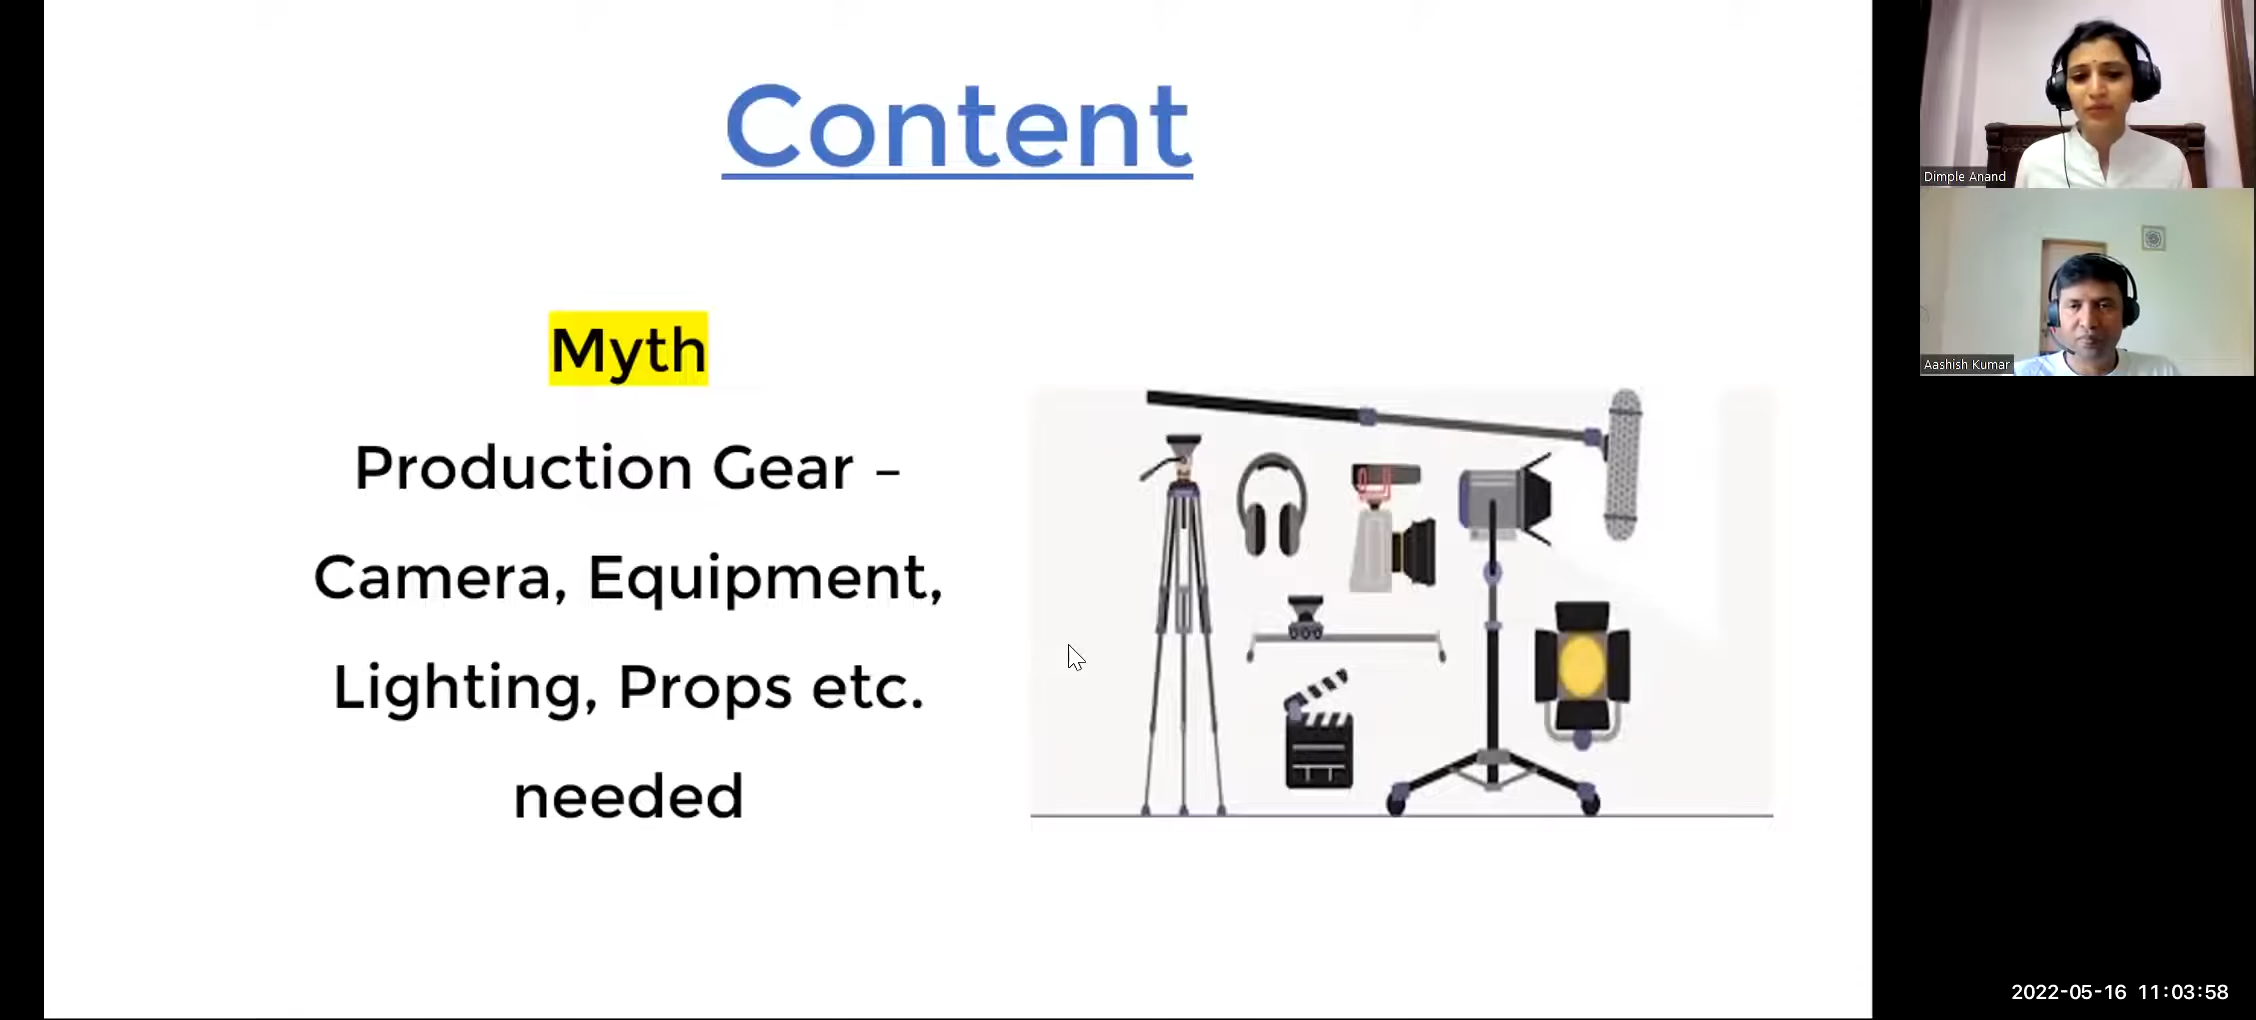 Content
Myth
Production Gear –
Camera, Equipment,
Lighting, Props etc.
needed
Dimple Anand
Aashish Kumar
2022-05-16 11:03:58